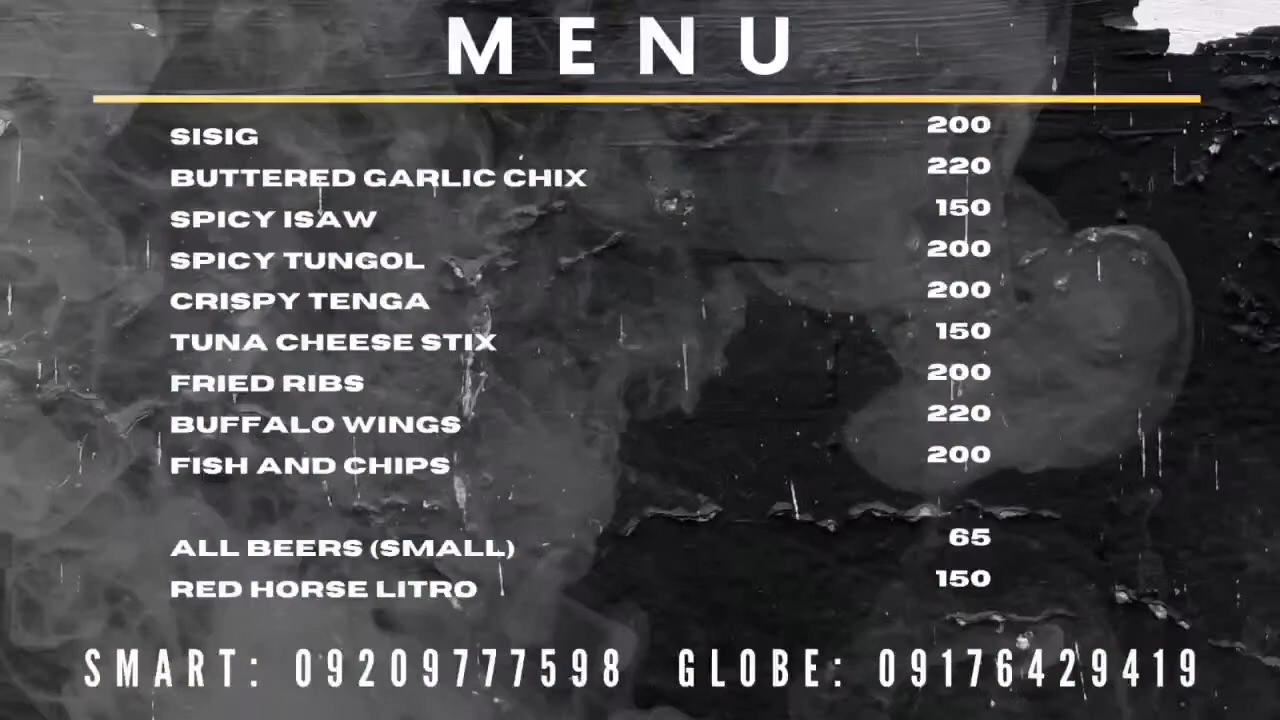 MENU
SISIG 200
BUTTERED GARLIC CHIX 220
SPICY ISAW 150
SPICY TUNGOL 200
CRISPY TENGA 200
TUNA CHEESE STIX 150
FRIED RIBS 200
BUFFALO WINGS 220
FISH AND CHIPS 200
ALL BEERS (SMALL) 65
RED HORSE LITRO 150
SMART: 09209777598 GLOBE: 09176429419